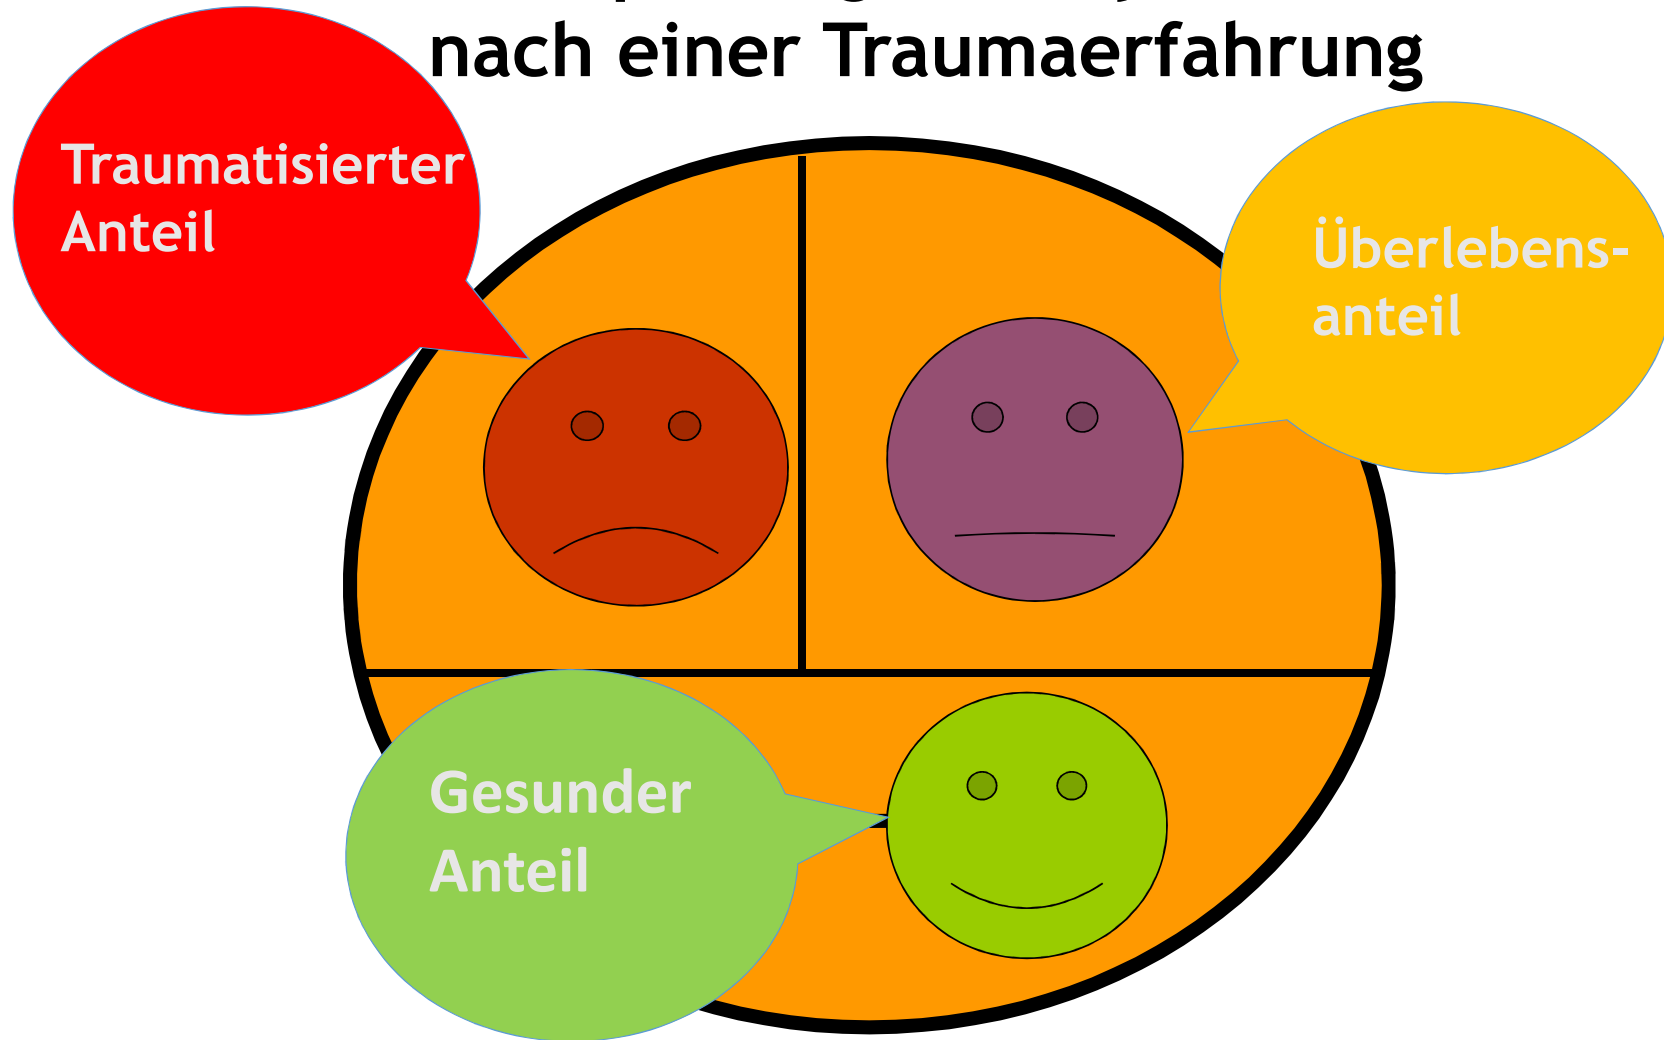 nach einer Traumaerfahrung
Traumatisierter
Anteil
Überlebens-
anteil
Gesunder
Anteil